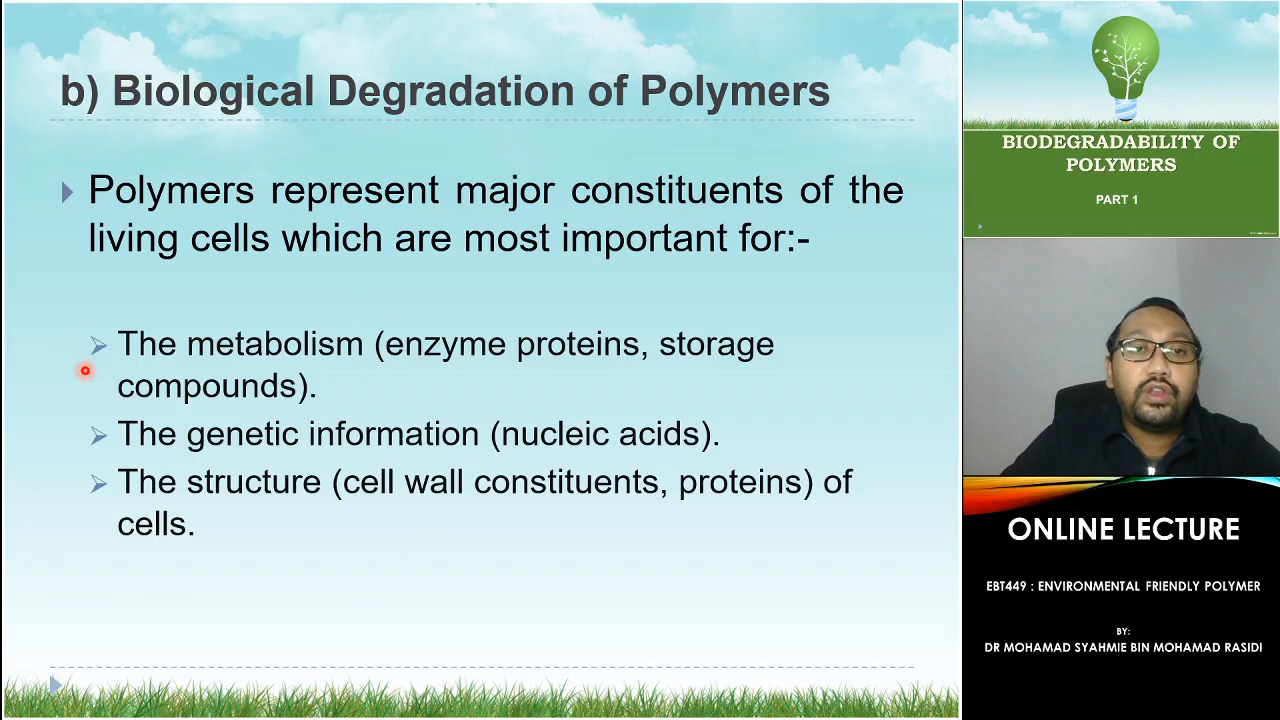 b) Biological Degradation of Polymers
Polymers represent major constituents of the
living cells which are most important for:-
The metabolism (enzyme proteins, storage
compounds).
The genetic information (nucleic acids).
The structure (cell wall constituents, proteins) of
cells.
BIODEGRADABILITY OF
POLYMERS
PART 1
ONLINE LECTURE
EBT449 : ENVIRONMENTAL FRIENDLY POLYMER
BY:
DR MOHAMAD SYAHMIE BIN MOHAMAD RASIDI